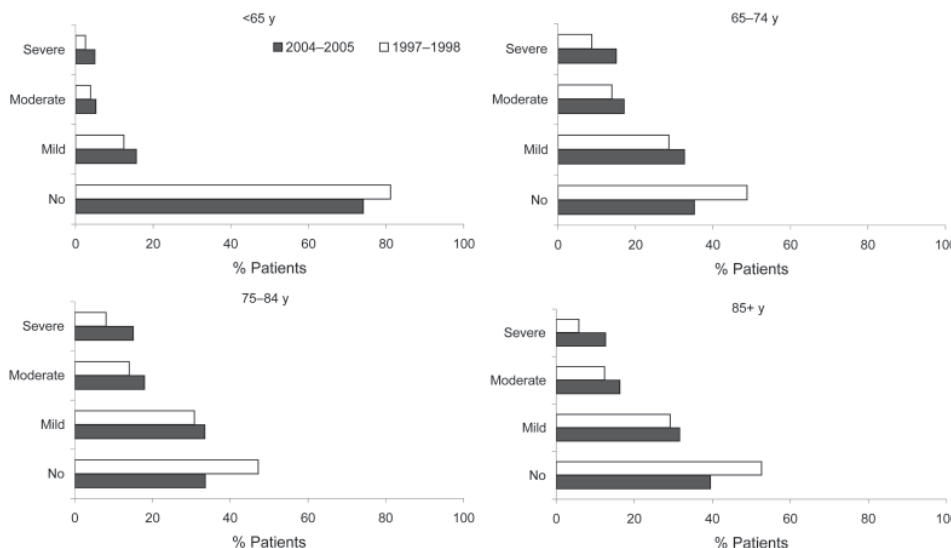 <65 y
2004–2005 1997–1998
Severe
Moderate
Mild
No
0 20 40 60 80 100
% Patients
65–74 y
Severe
Moderate
Mild
No
0 20 40 60 80 100
% Patients
75–84 y
Severe
Moderate
Mild
No
0 20 40 60 80 100
% Patients
85+ y
Severe
Moderate
Mild
No
0 20 40 60 80 100
% Patients